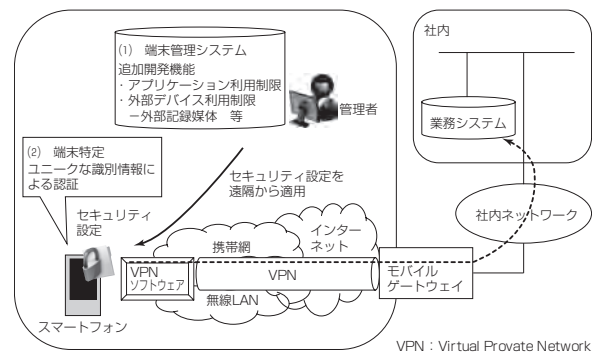 (1) 端末管理システム
追加開発機能
・アプリケーション利用制限
・外部デバイス利用制限
－外部記録媒体 等
管理者
社内
業務システム
(2) 端末特定
ユニークな識別情報に
よる認証
セキュリティ
設定
セキュリティ設定を
遠隔から適用
社内ネットワーク
インター
ネット
携帯網
VPN
ソフトウェア
VPN
モバイル
ゲートウェイ
無線LAN
スマートフォン
VPN：Virtual Provate Network